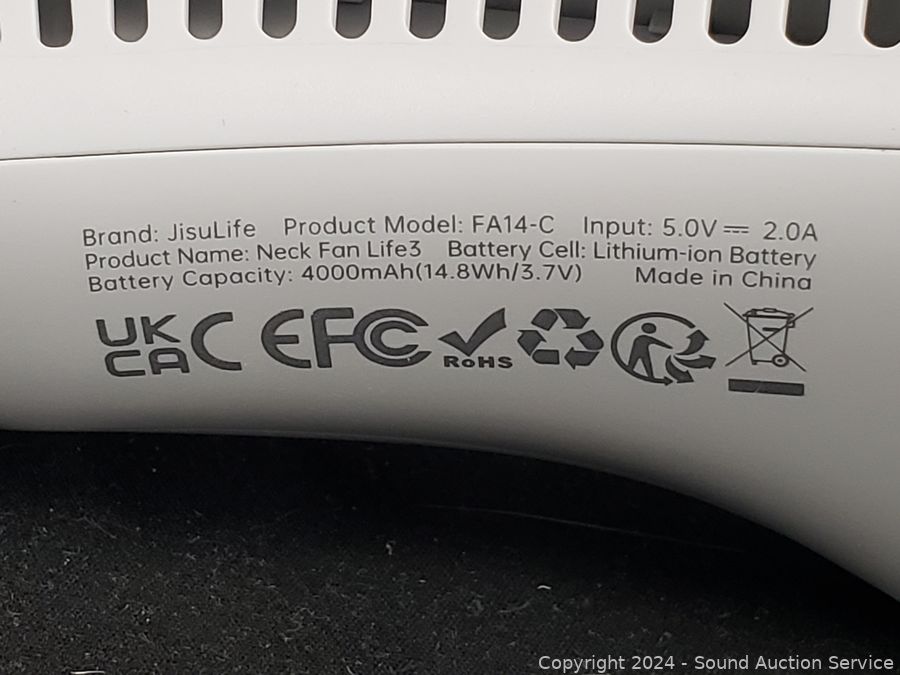 Brand: JisuLife Product Model: FA14-C Input: 5.0V⎓ 2.0A
Product Name: Neck Fan Life3 Battery Cell: Lithium-ion Battery
Battery Capacity: 4000mAh(14.8Wh/3.7V) Made in China
UK
CA CE FC RoHS
Copyright 2024 - Sound Auction Service